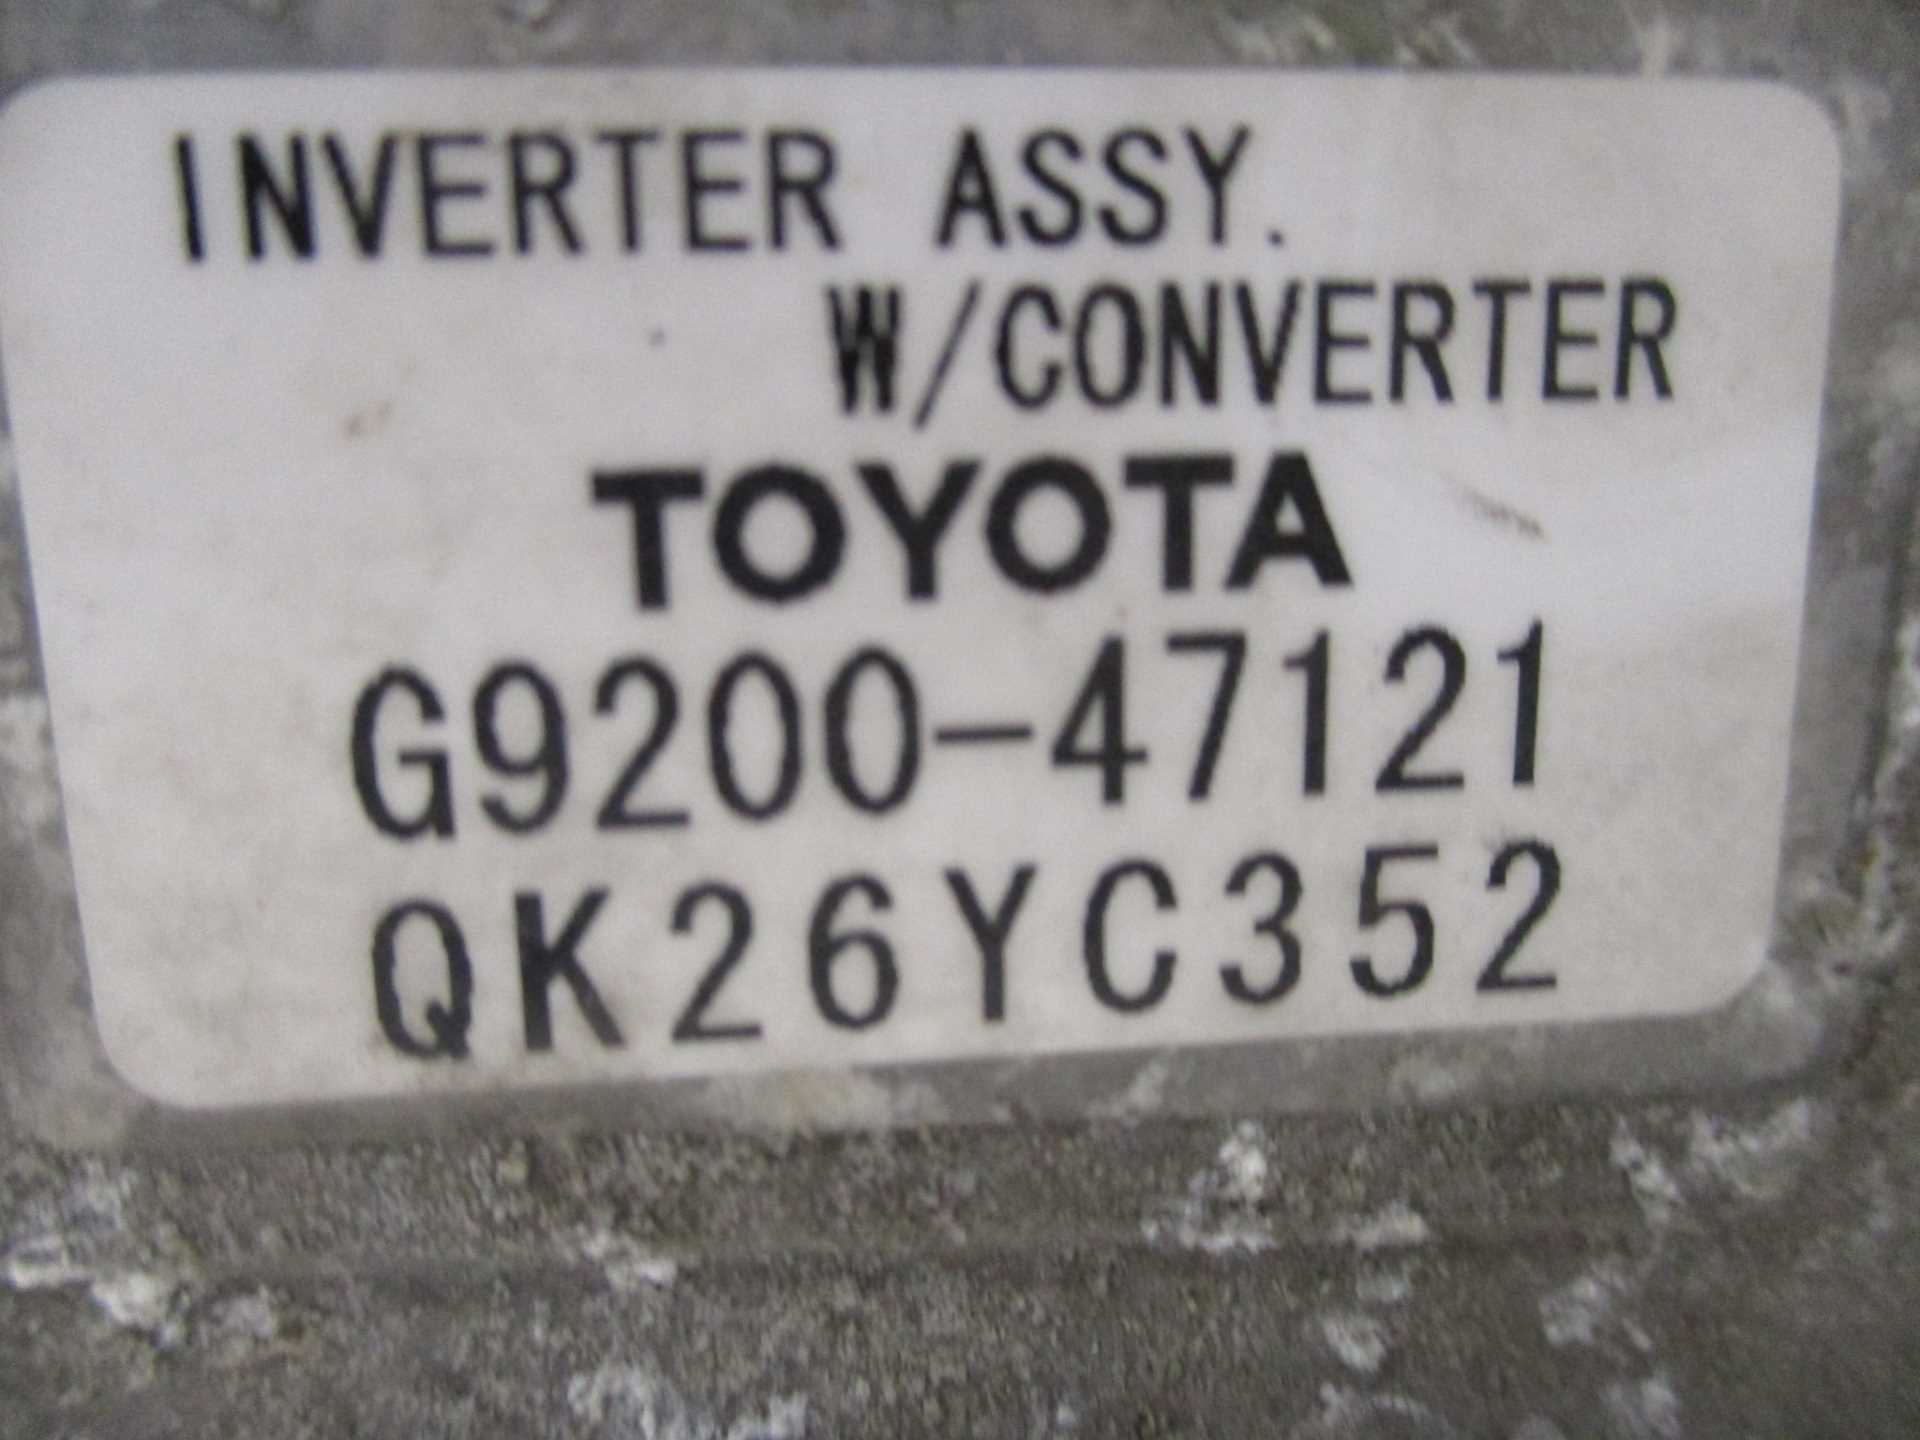 INVERTER ASSY.
W/CONVERTER
TOYOTA
G9200-47121
QK26YC352